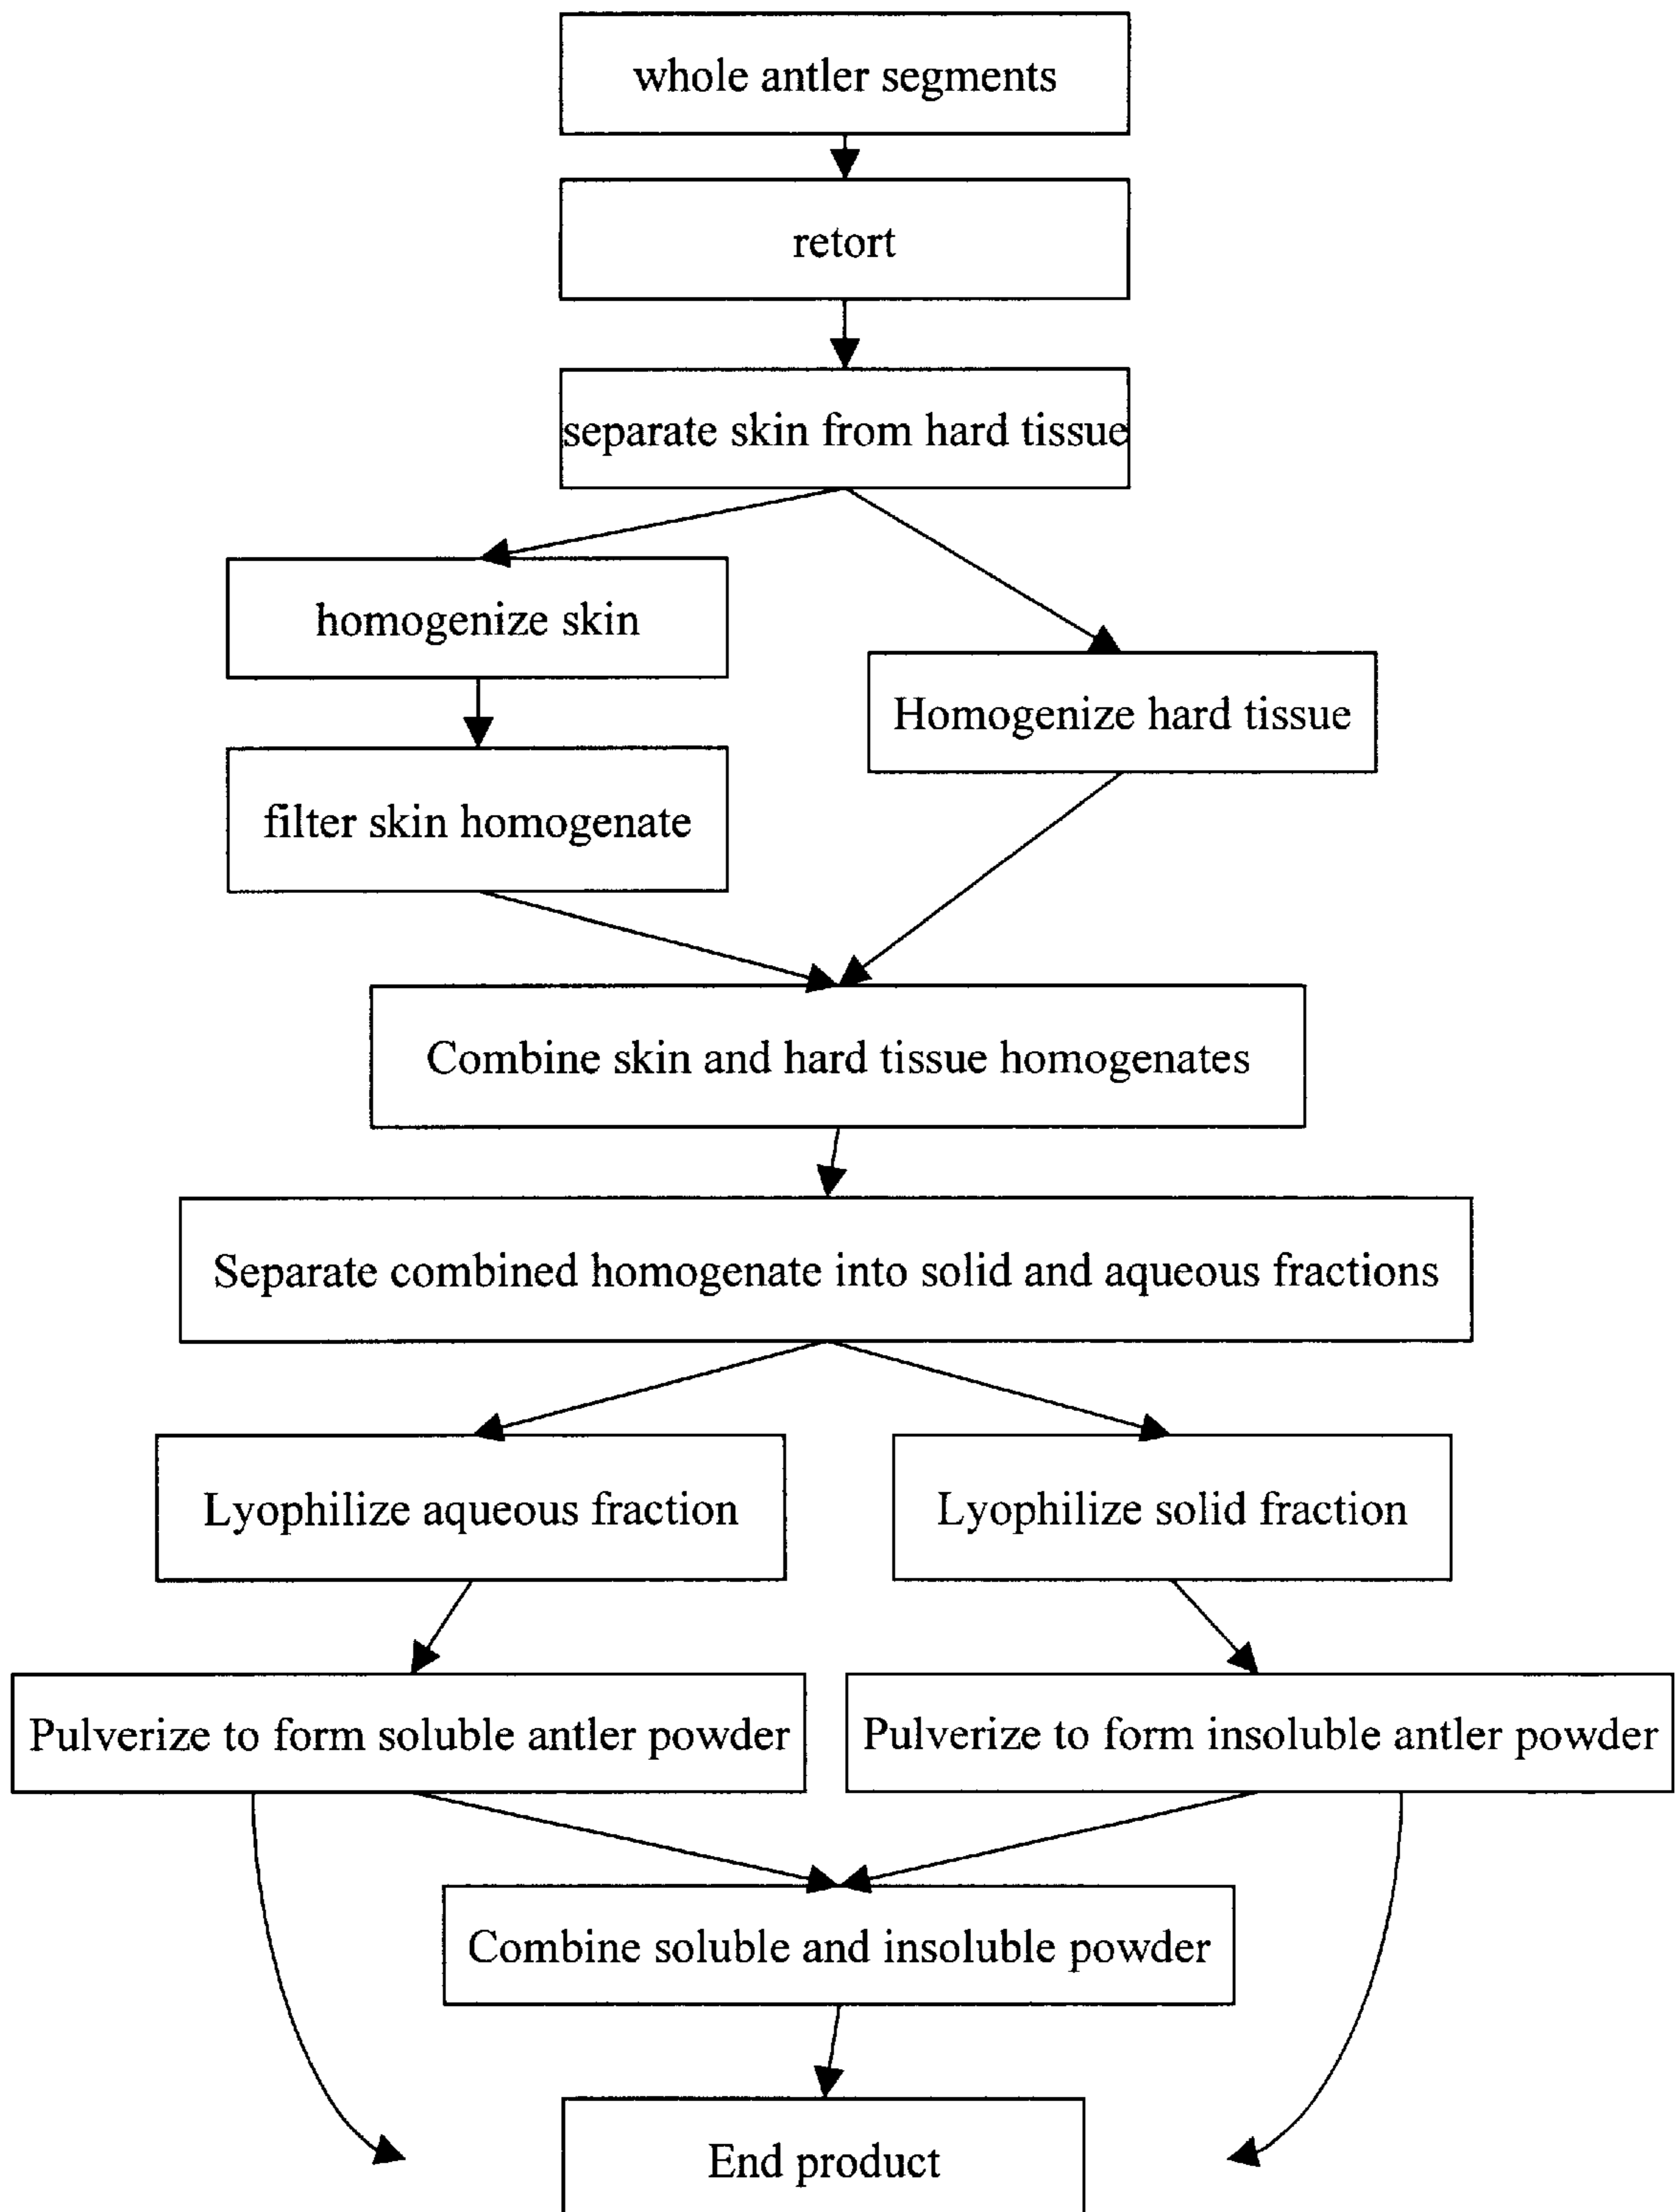 whole antler segments
retort
separate skin from hard tissue
homogenize skin
Homogenize hard tissue
filter skin homogenate
Combine skin and hard tissue homogenates
Separate combined homogenate into solid and aqueous fractions
Lyophilize aqueous fraction
Lyophilize solid fraction
Pulverize to form soluble antler powder
Pulverize to form insoluble antler powder
Combine soluble and insoluble powder
End product